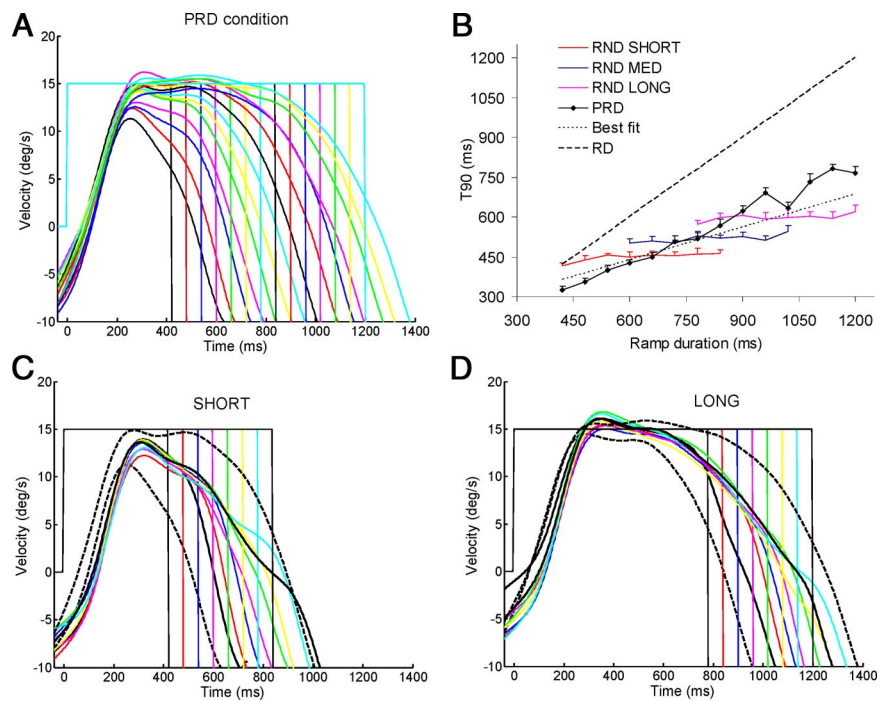 A
PRD condition
20
15
10
5
0
-5
-10
Velocity (deg/s)
0 200 400 600 800 1000 1200 1400
Time (ms)
B
RND SHORT
RND MED
RND LONG
PRD
Best fit
RD
1200
1050
900
750
600
450
300
T90 (ms)
300 450 600 750 900 1050 1200
Ramp duration (ms)
C
SHORT
20
15
10
5
0
-5
-10
Velocity (deg/s)
0 200 400 600 800 1000 1200 1400
Time (ms)
D
LONG
20
15
10
5
0
-5
-10
Velocity (deg/s)
0 200 400 600 800 1000 1200 1400
Time (ms)